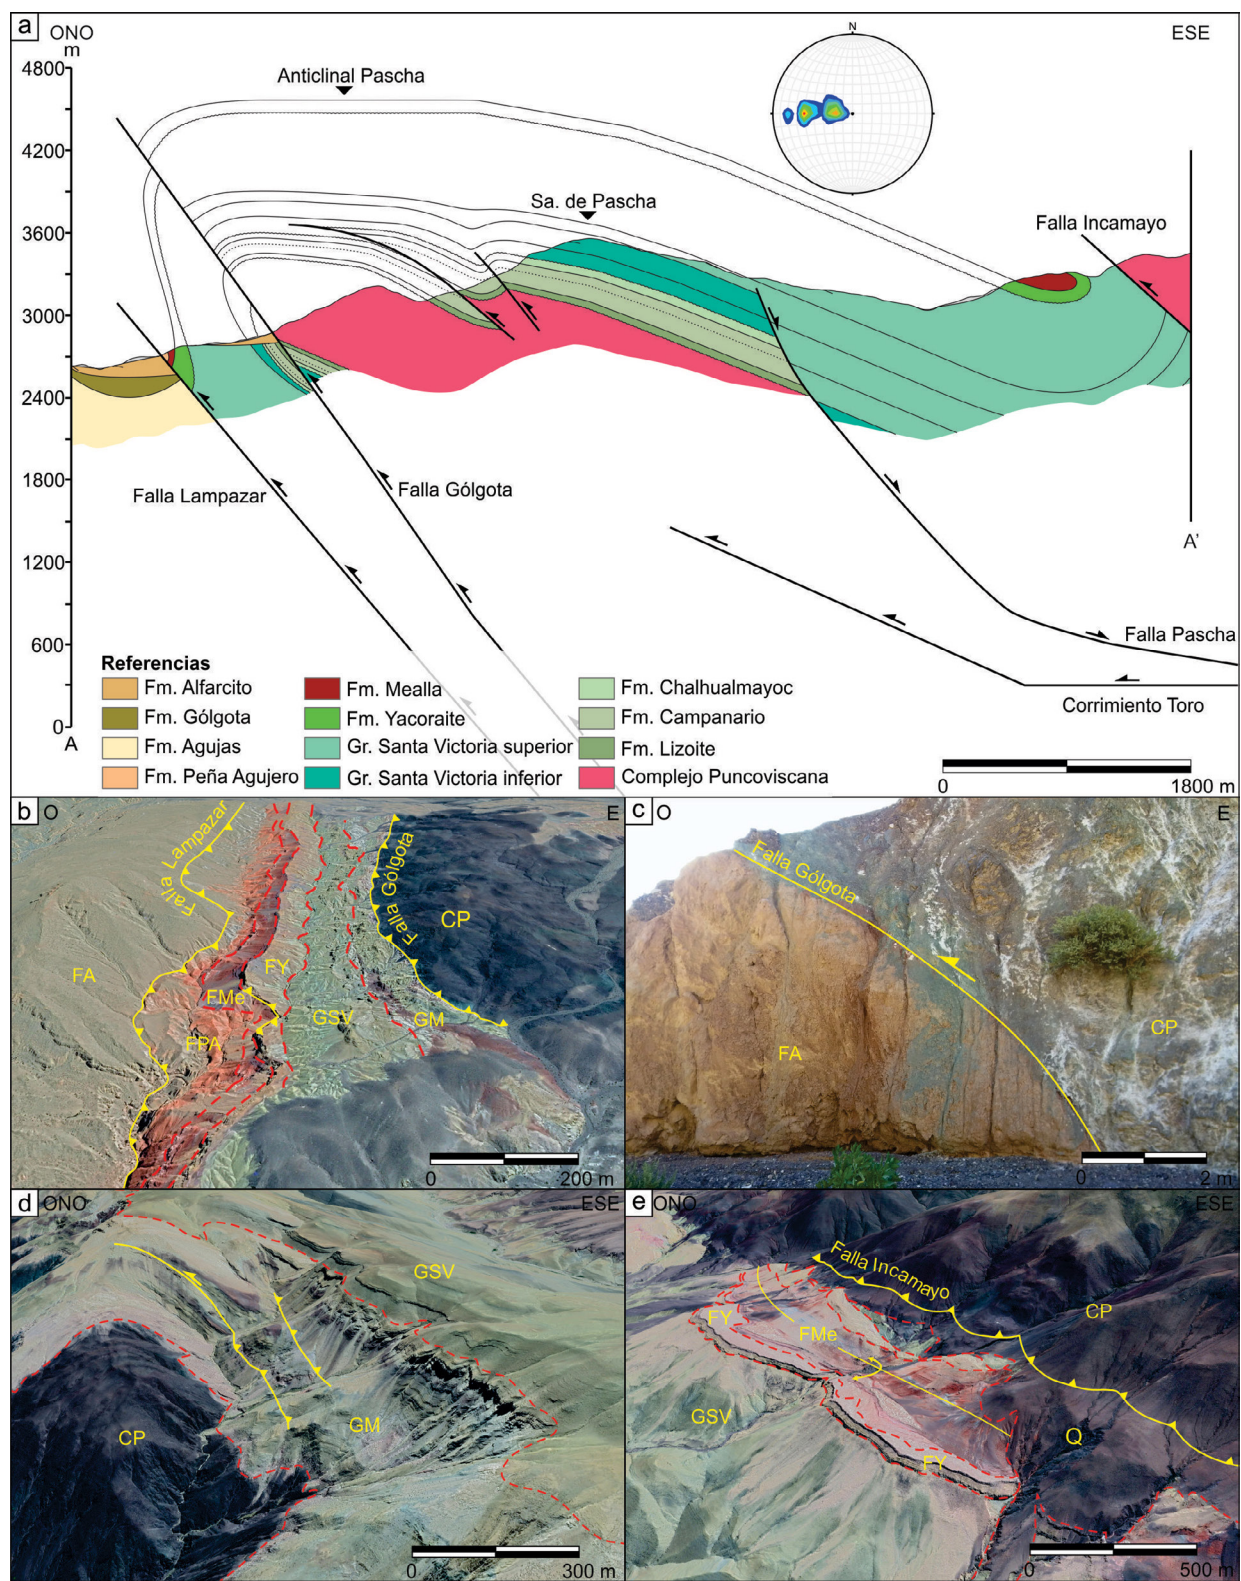 a
ONO
ESE
m
N
4800
4200
3600
3000
2400
1800
1200
600
0
A
Anticlinal Pascha
Sa. de Pascha
Falla Incamayo
Falla Lampazar
Falla Gólgota
A'
Falla Pascha
Corrimiento Toro
Referencias
Fm. Alfarcito
Fm. Gólgota
Fm. Agujas
Fm. Peña Agujero
Fm. Mealla
Fm. Yacoraite
Gr. Santa Victoria superior
Gr. Santa Victoria inferior
Fm. Chalhualmayoc
Fm. Campanario
Fm. Lizoite
Complejo Puncoviscana
0 1800 m
b
O
E
Falla Lampazar
Falla Gólgota
CP
FA
FY
FMe
GSV
GM
FPA
0 200 m
c
O
E
Falla Gólgota
FA
CP
0 2 m
d
ONO
ESE
GSV
GM
CP
0 300 m
e
ONO
ESE
Falla Incamayo
CP
FY
FMe
GSV
Q
FY
0 500 m